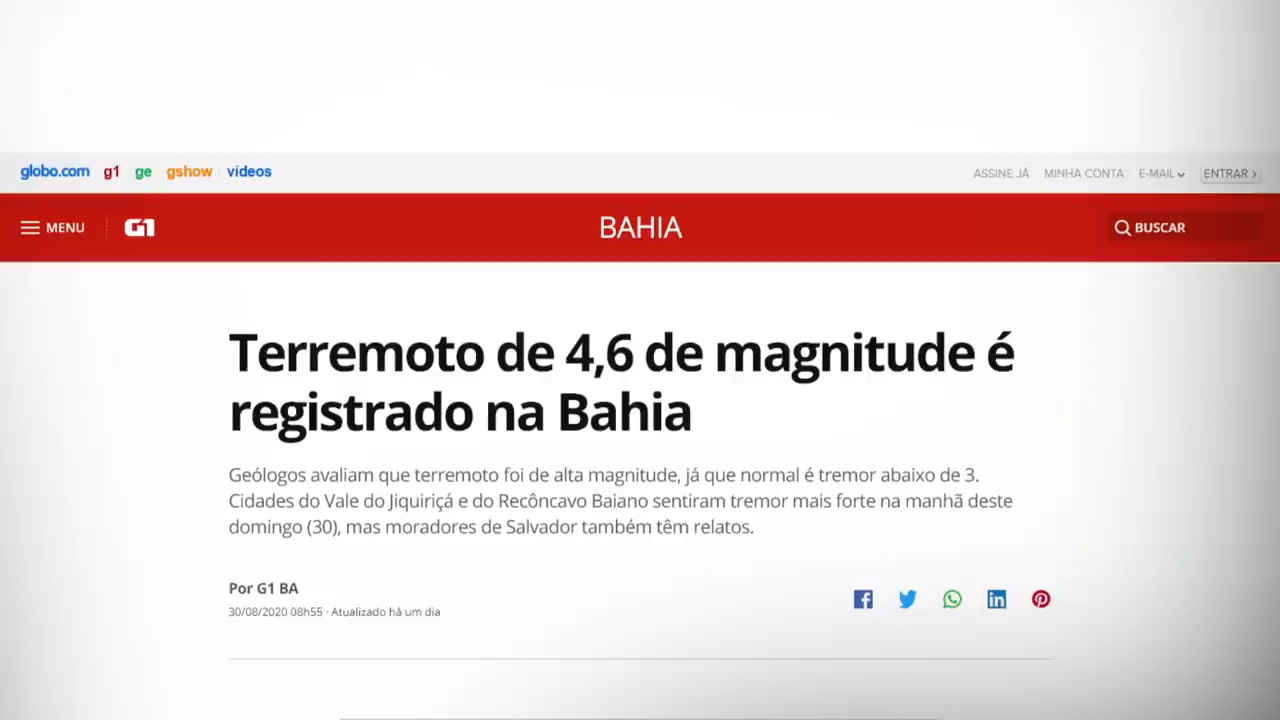 globo.com g1 ge gshow videos ASSINE JÁ MINHA CONTA E-MAIL ENTRAR ›
MENU G1 BAHIA BUSCAR
Terremoto de 4,6 de magnitude é
registrado na Bahia
Geólogos avaliam que terremoto foi de alta magnitude, já que normal é tremor abaixo de 3.
Cidades do Vale do Jiquiriçá e do Recôncavo Baiano sentiram tremor mais forte na manhã deste
domingo (30), mas moradores de Salvador também têm relatos.
Por G1 BA
30/08/2020 08h55 · Atualizado há um dia